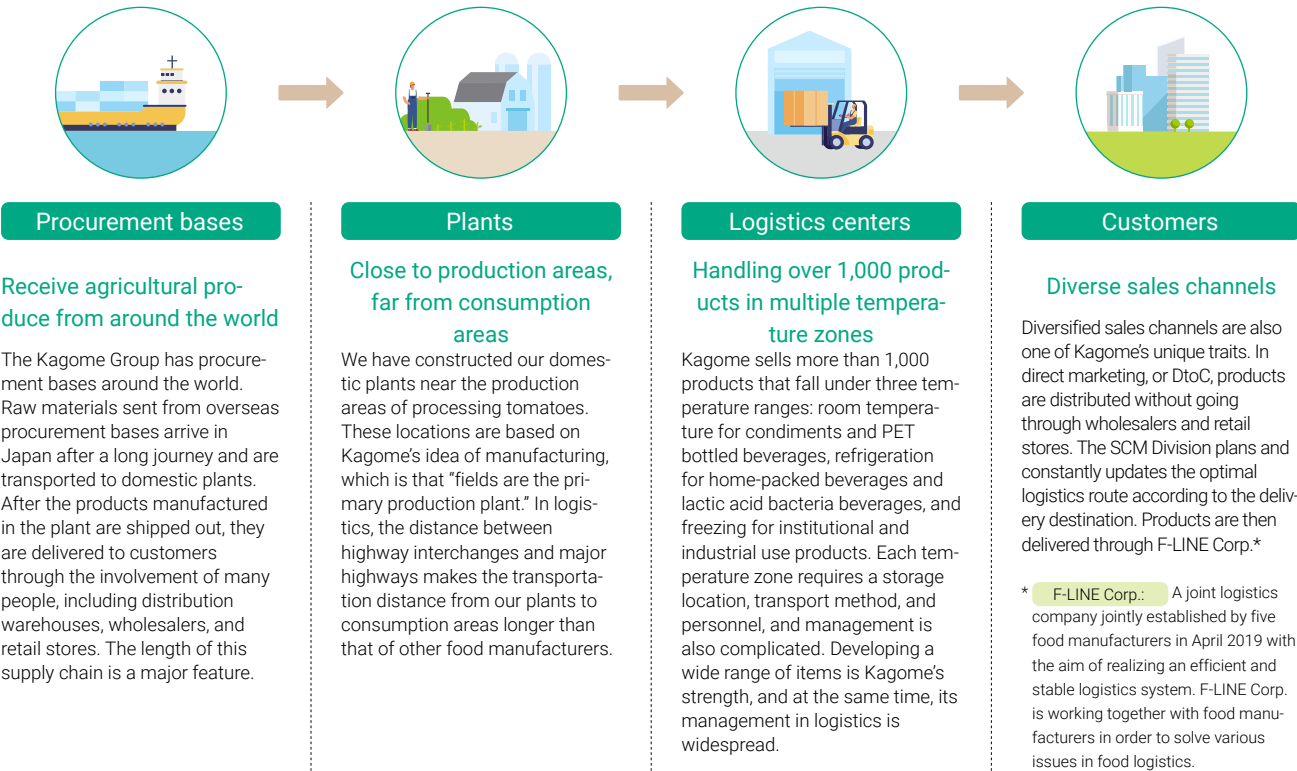 Procurement bases
Receive agricultural pro-
duce from around the world
The Kagome Group has procure-
ment bases around the world.
Raw materials sent from overseas
procurement bases arrive in
Japan after a long journey and are
transported to domestic plants.
After the products manufactured
in the plant are shipped out, they
are delivered to customers
through the involvement of many
people, including distribution
warehouses, wholesalers, and
retail stores. The length of this
supply chain is a major feature.
Plants
Close to production areas,
far from consumption
areas
We have constructed our domes-
tic plants near the production
areas of processing tomatoes.
These locations are based on
Kagome’s idea of manufacturing,
which is that “fields are the pri-
mary production plant.” In logis-
tics, the distance between
highway interchanges and major
highways makes the transporta-
tion distance from our plants to
consumption areas longer than
that of other food manufacturers.
Logistics centers
Handling over 1,000 prod-
ucts in multiple tempera-
ture zones
Kagome sells more than 1,000
products that fall under three tem-
perature ranges: room tempera-
ture for condiments and PET
bottled beverages, refrigeration
for home-packed beverages and
lactic acid bacteria beverages, and
freezing for institutional and
industrial use products. Each tem-
perature zone requires a storage
location, transport method, and
personnel, and management is
also complicated. Developing a
wide range of items is Kagome’s
strength, and at the same time, its
management in logistics is
widespread.
Customers
Diverse sales channels
Diversified sales channels are also
one of Kagome’s unique traits. In
direct marketing, or DtoC, products
are distributed without going
through wholesalers and retail
stores. The SCM Division plans and
constantly updates the optimal
logistics route according to the deliv-
ery destination. Products are then
delivered through F-LINE Corp.*
* F-LINE Corp.: A joint logistics
company jointly established by five
food manufacturers in April 2019 with
the aim of realizing an efficient and
stable logistics system. F-LINE Corp.
is working together with food manu-
facturers in order to solve various
issues in food logistics.